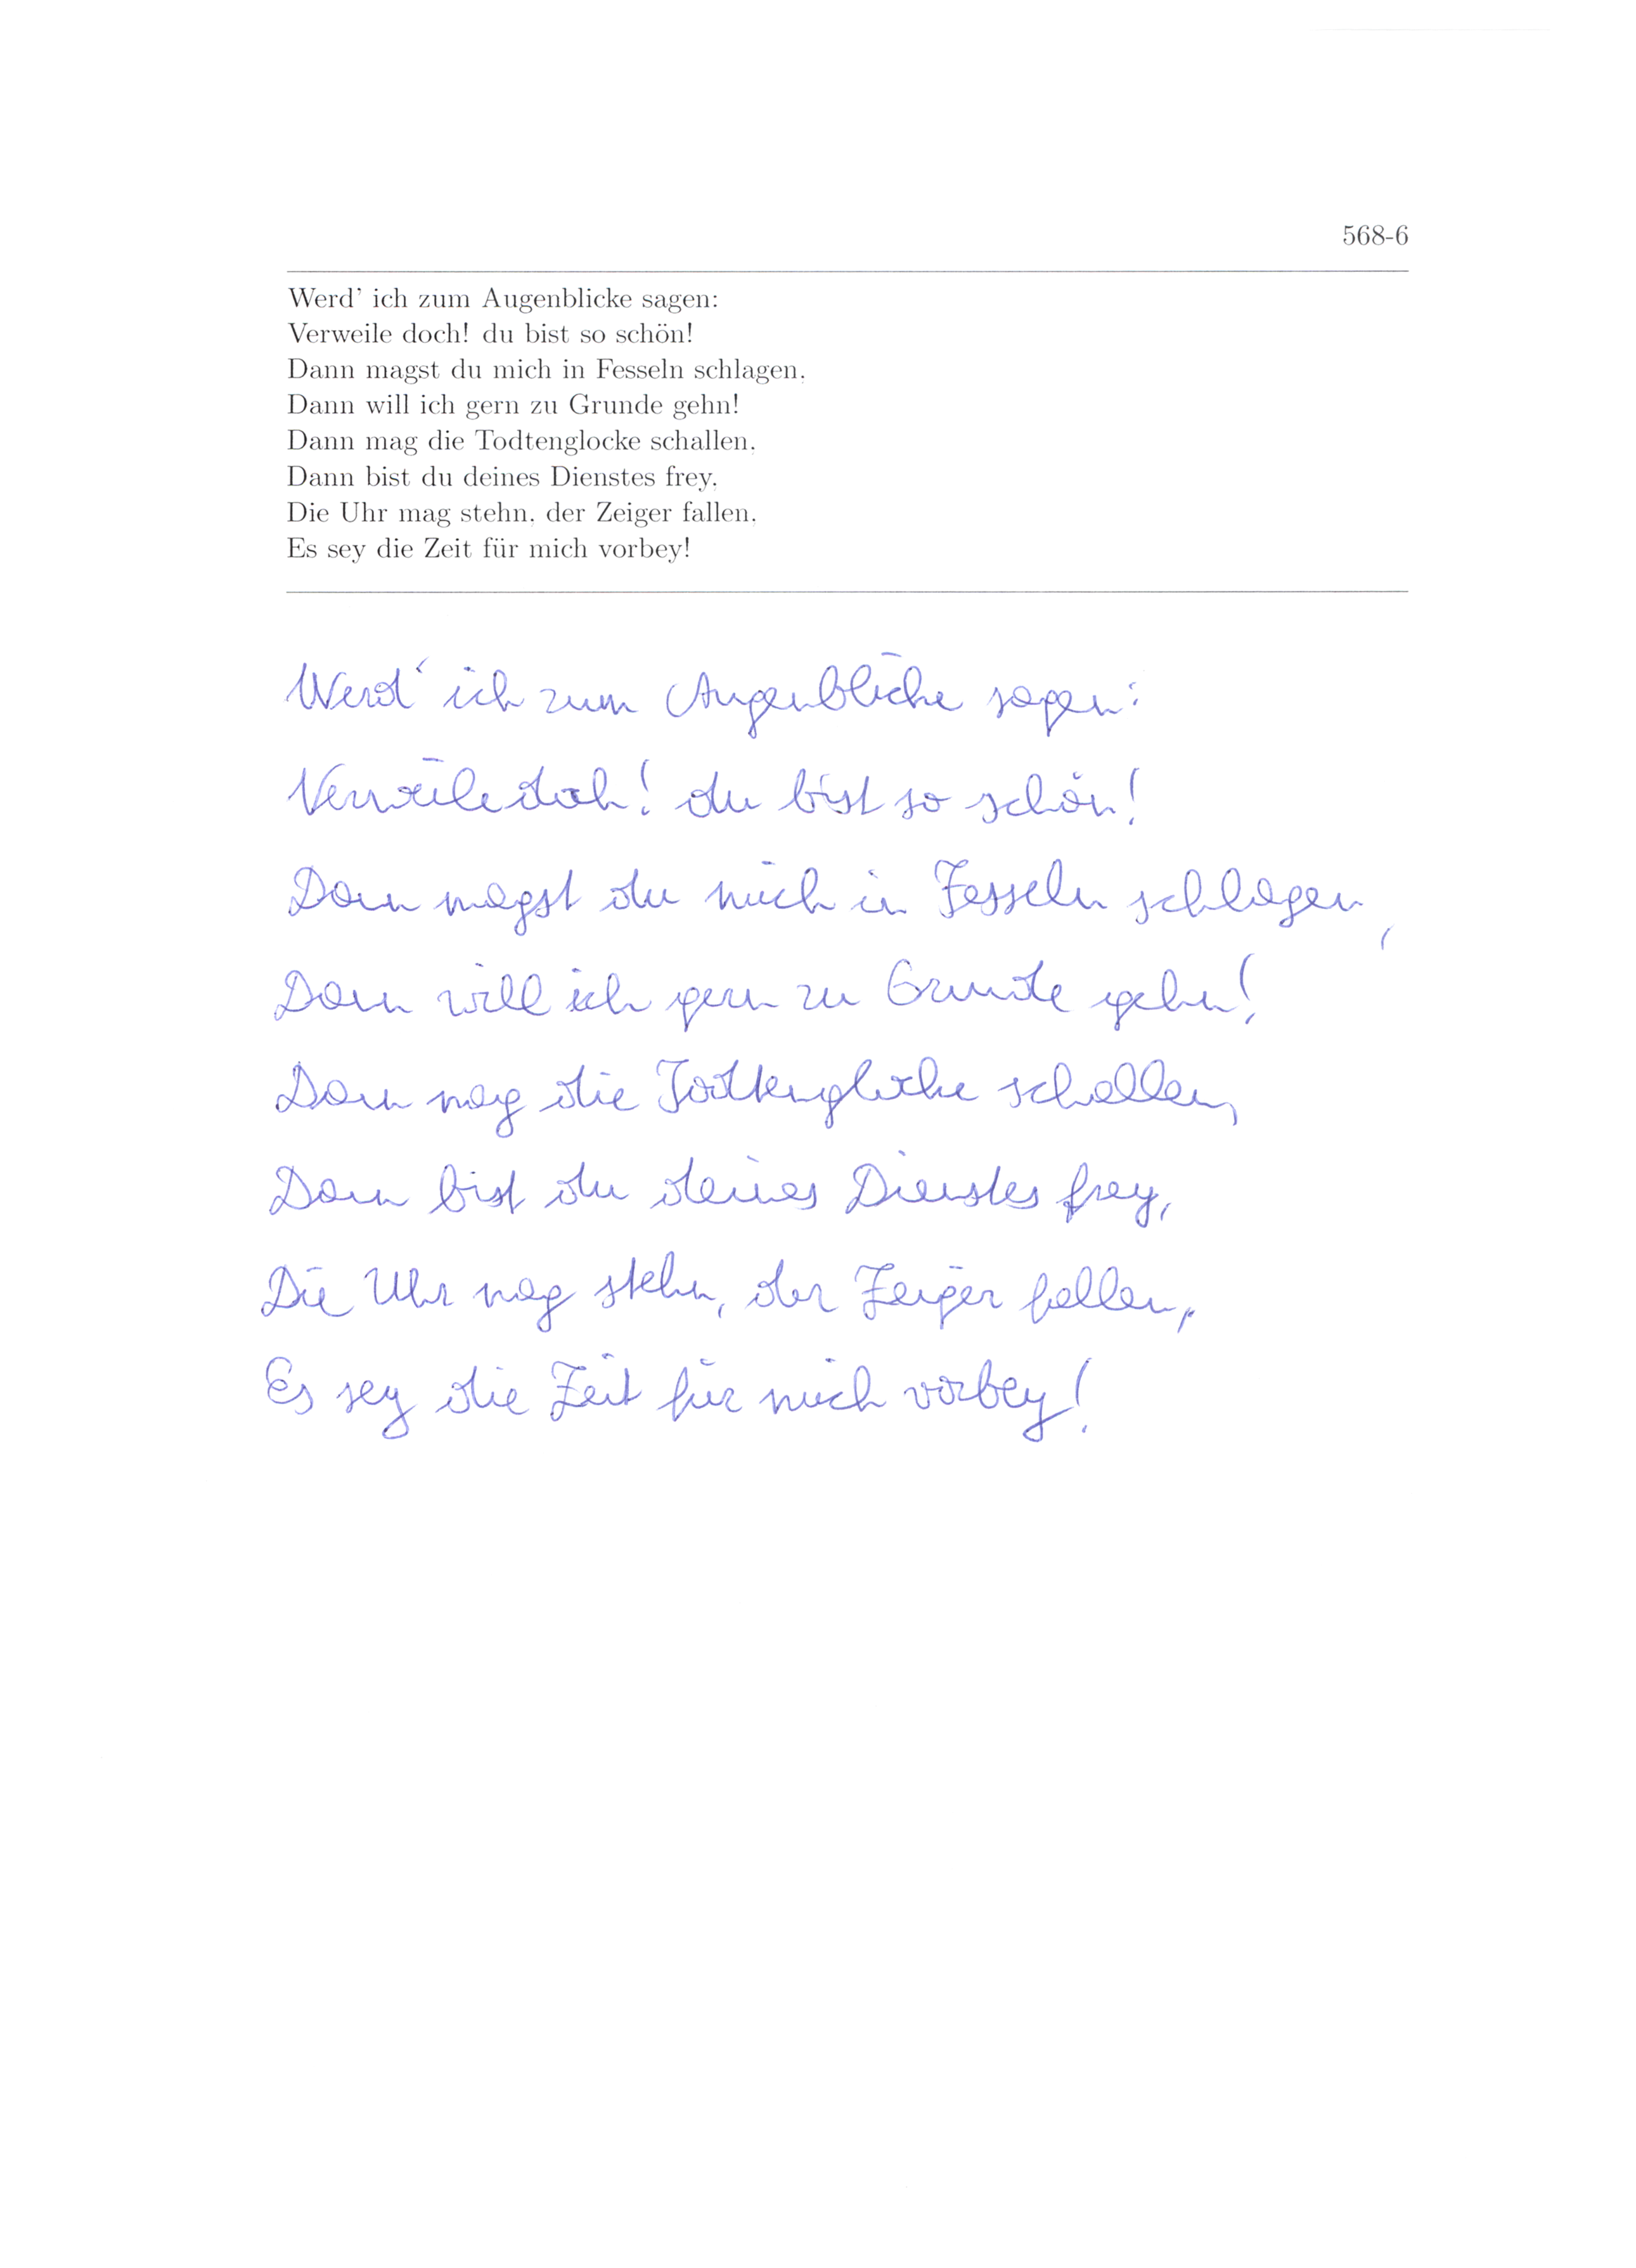 568-6
Werd' ich zum Augenblicke sagen:
Verweile doch! du bist so schön!
Dann magst du mich in Fesseln schlagen,
Dann will ich gern zu Grunde gehn!
Dann mag die Todtenglocke schallen,
Dann bist du deines Dienstes frey,
Die Uhr mag stehn, der Zeiger fallen,
Es sey die Zeit für mich vorbey!
Werd' ich zum Augenblicke sagen:
Verweile doch! du bist so schön!
Dann magst du mich in Fesseln schlagen,
Dann will ich gern zu Grunde gehn!
Dann mag die Todtenglocke schallen,
Dann bist du deines Dienstes frey,
Die Uhr mag stehn, der Zeiger fallen,
Es sey die Zeit für mich vorbey!